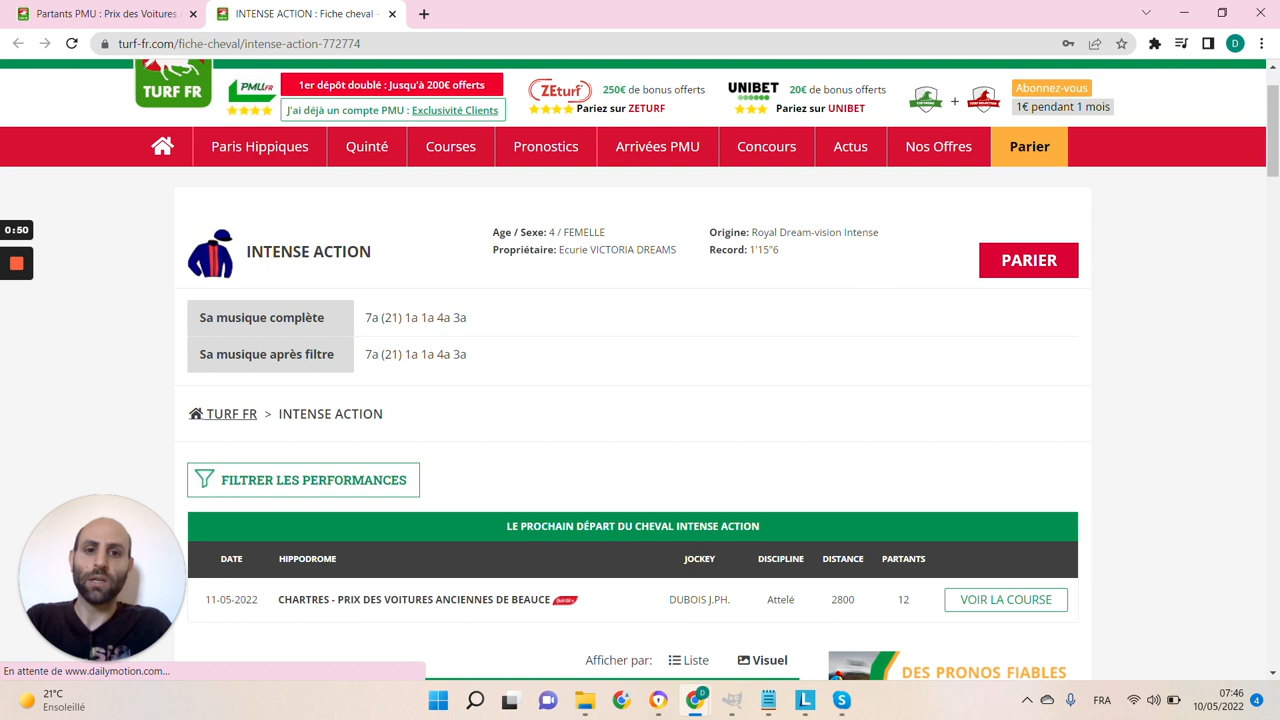 Partants PMU : Prix des Voitures
INTENSE ACTION : Fiche cheval -
turf-fr.com/fiche-cheval/intense-action-772774
D
TURF FR
PMU.FR
1er dépôt doublé : Jusqu'à 200€ offerts
J'ai déjà un compte PMU : Exclusivité Clients
ZEturf
250€ de bonus offerts
Pariez sur ZETURF
UNIBET
20€ de bonus offerts
Pariez sur UNIBET
+
Abonnez-vous
1€ pendant 1 mois
Paris Hippiques
Quinté
Courses
Pronostics
Arrivées PMU
Concours
Actus
Nos Offres
Parier
0:50
INTENSE ACTION
Age / Sexe: 4 / FEMELLE
Propriétaire: Ecurie VICTORIA DREAMS
Origine: Royal Dream-vision Intense
Record: 1'15"6
PARIER
Sa musique complète 7a (21) 1a 1a 4a 3a
Sa musique après filtre 7a (21) 1a 1a 4a 3a
TURF FR > INTENSE ACTION
FILTRER LES PERFORMANCES
LE PROCHAIN DÉPART DU CHEVAL INTENSE ACTION
DATE HIPPODROME JOCKEY DISCIPLINE DISTANCE PARTANTS
11-05-2022 CHARTRES - PRIX DES VOITURES ANCIENNES DE BEAUCE DUBOIS J.PH. Attelé 2800 12 VOIR LA COURSE
Afficher par: Liste Visuel
DES PRONOS FIABLES
En attente de www.dailymotion.com...
21°C
Ensoleillé
D
L
S
FRA
07:46
10/05/2022
4